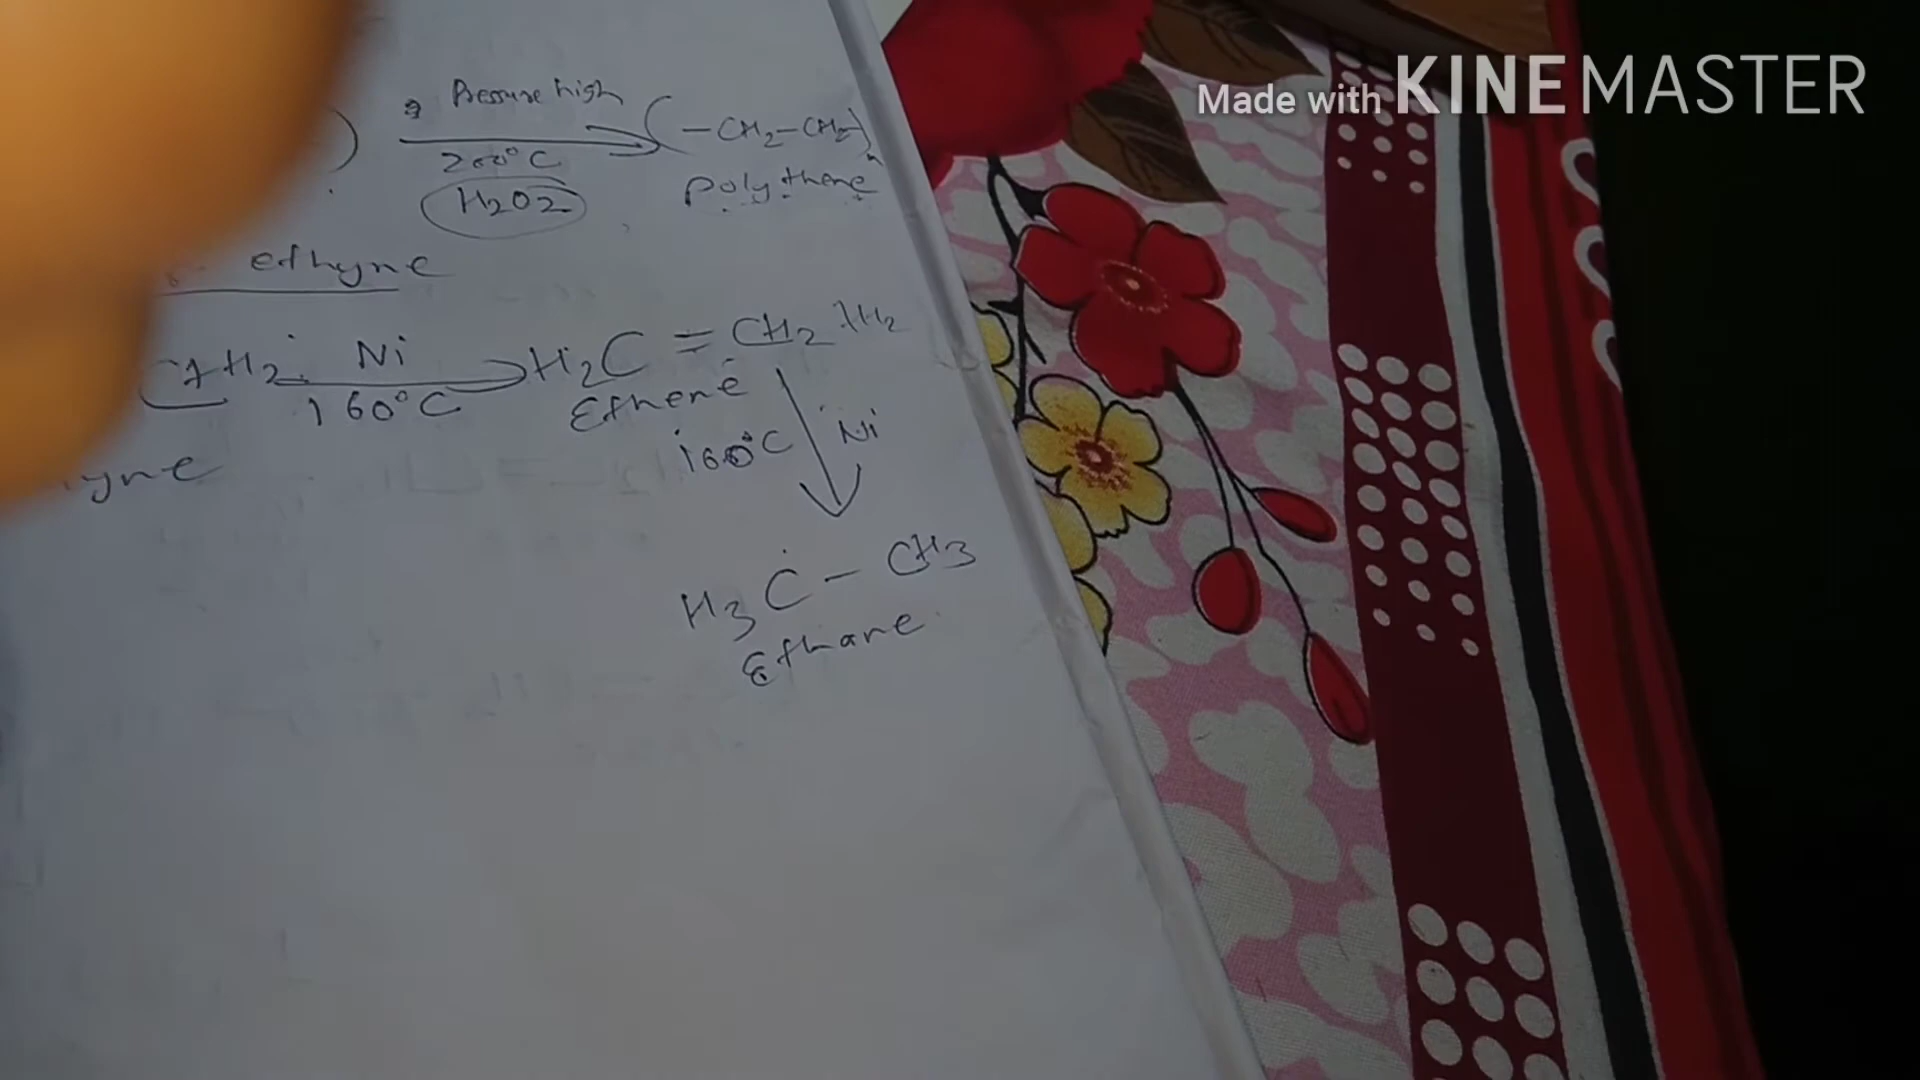 Made with KINEMASTER
Pressure high
) → (-CH2-CH2-)n
200°C
H2O2
polythene
ethyne
+H2 Ni → H2C = CH2 +H2
160°C
Ethene
160°C Ni
yne
H3C - CH3
Ethane